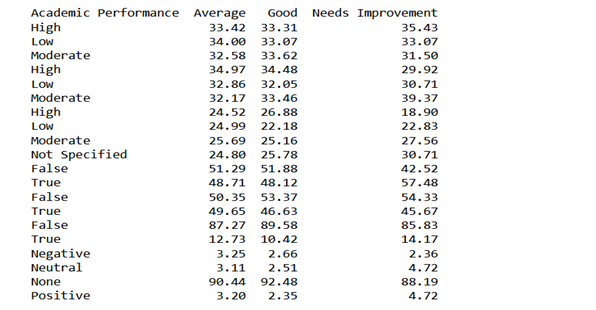 Academic Performance Average Good Needs Improvement
High 33.42 33.31 35.43
Low 34.00 33.07 33.07
Moderate 32.58 33.62 31.50
High 34.97 34.48 29.92
Low 32.86 32.05 30.71
Moderate 32.17 33.46 39.37
High 24.52 26.88 18.90
Low 24.99 22.18 22.83
Moderate 25.69 25.16 27.56
Not Specified 24.80 25.78 30.71
False 51.29 51.88 42.52
True 48.71 48.12 57.48
False 50.35 53.37 54.33
True 49.65 46.63 45.67
False 87.27 89.58 85.83
True 12.73 10.42 14.17
Negative 3.25 2.66 2.36
Neutral 3.11 2.51 4.72
None 90.44 92.48 88.19
Positive 3.20 2.35 4.72